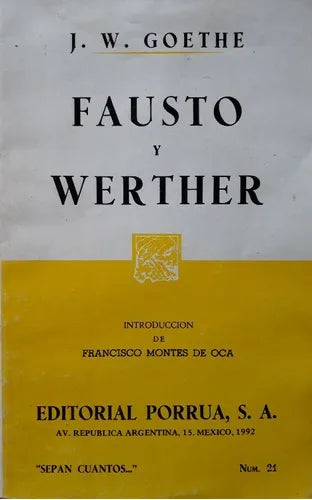 J. W. GOETHE
FAUSTO
Y
WERTHER
INTRODUCCION
DE
FRANCISCO MONTES DE OCA
EDITORIAL PORRUA, S. A.
AV. REPUBLICA ARGENTINA, 15. MEXICO, 1992
"SEPAN CUANTOS..." NUM. 21